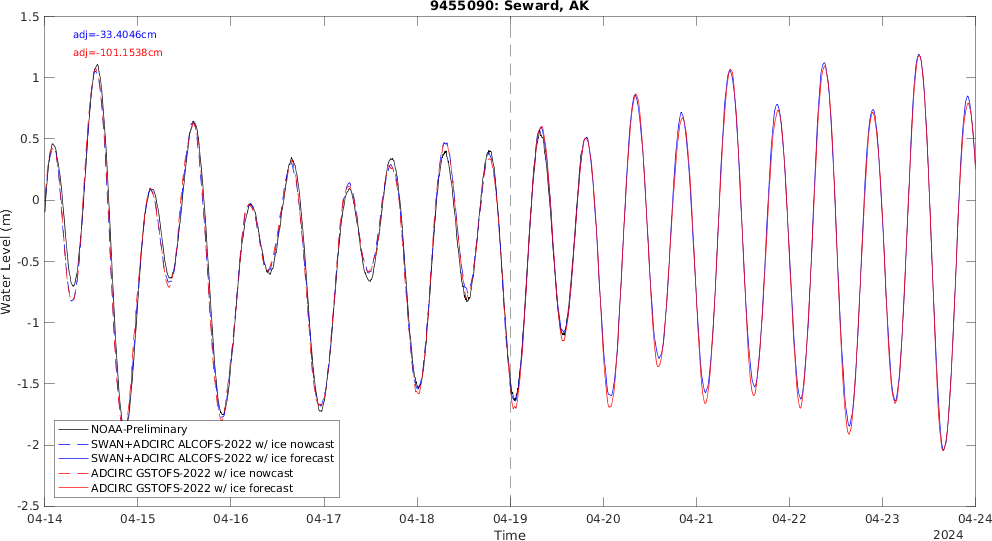 9455090: Seward, AK
adj=-33.4046cm
adj=-101.1538cm
Water Level (m)
1.5
1
0.5
0
-0.5
-1
-1.5
-2
-2.5
NOAA-Preliminary
SWAN+ADCIRC ALCOFS-2022 w/ ice nowcast
SWAN+ADCIRC ALCOFS-2022 w/ ice forecast
ADCIRC GSTOFS-2022 w/ ice nowcast
ADCIRC GSTOFS-2022 w/ ice forecast
04-14 04-15 04-16 04-17 04-18 04-19 04-20 04-21 04-22 04-23 04-24
Time
2024